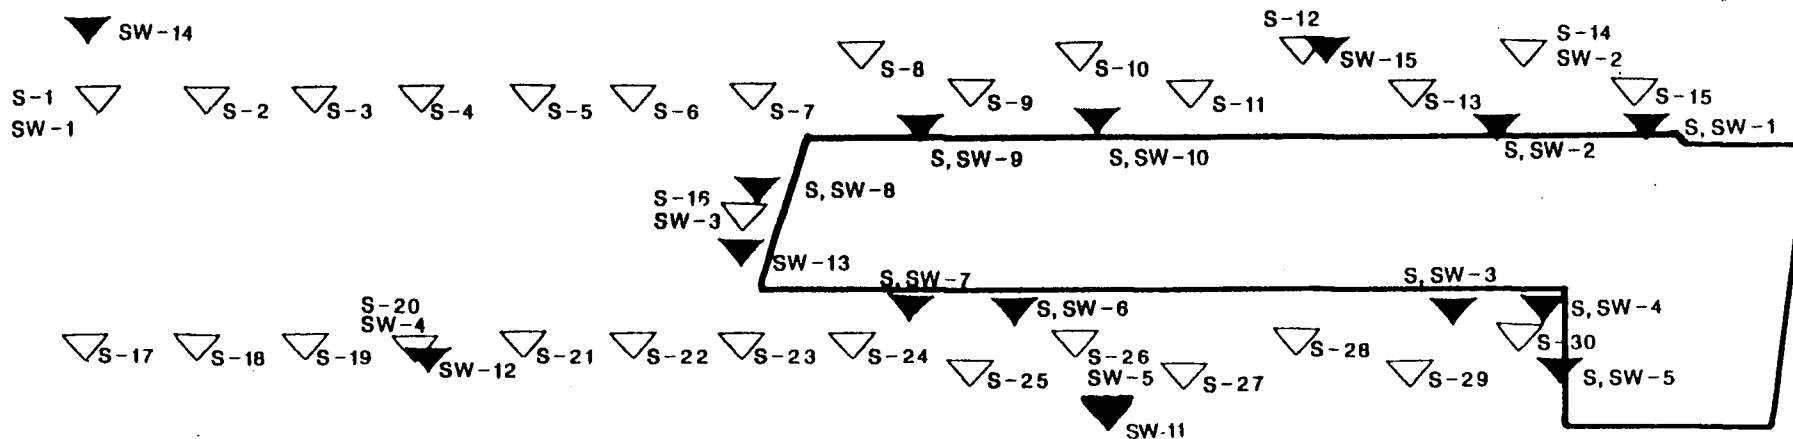 SW-14
S-12
S-14
SW-2
SW-15
S-8
S-10
S-1
SW-1
S-2
S-3
S-4
S-5
S-6
S-7
S-9
S-11
S-13
S-15
S, SW-1
S, SW-9
S, SW-10
S, SW-2
S-16
SW-3
S, SW-8
SW-13
S, SW-7
S, SW-3
S-20
SW-4
S, SW-6
S, SW-4
S-17
S-18
S-19
SW-12
S-21
S-22
S-23
S-24
S-26
SW-5
S-28
S-30
S-25
S-27
S-29
S, SW-5
SW-11